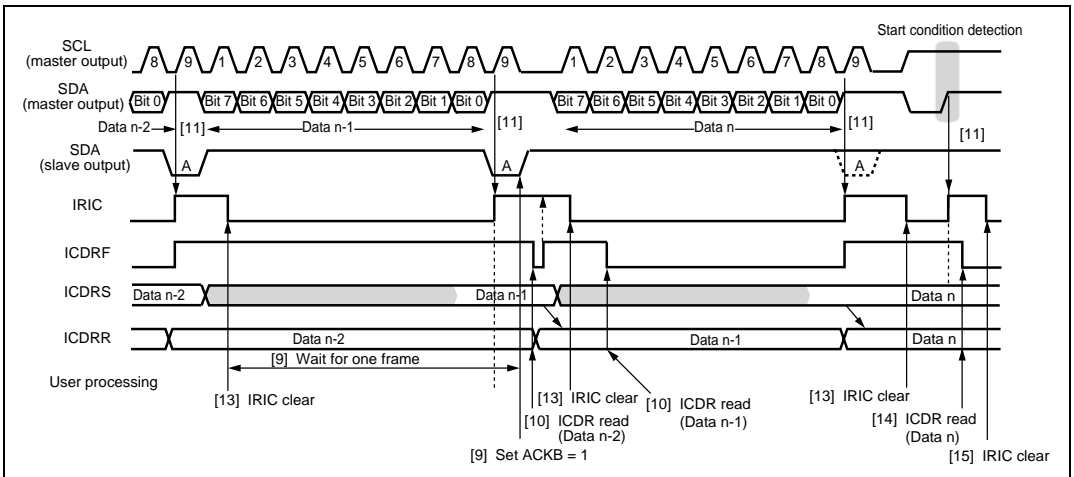 Start condition detection
SCL
(master output)
8 9 1 2 3 4 5 6 7 8 9 1 2 3 4 5 6 7 8 9
SDA
(master output)
Bit 0 Bit 7 Bit 6 Bit 5 Bit 4 Bit 3 Bit 2 Bit 1 Bit 0 Bit 7 Bit 6 Bit 5 Bit 4 Bit 3 Bit 2 Bit 1 Bit 0
Data n-2 [11] Data n-1 [11] Data n [11] [11]
SDA
(slave output)
A A A
IRIC
ICDRF
ICDRS
Data n-2 Data n-1 Data n
ICDRR
Data n-2 Data n-1 Data n
[9] Wait for one frame
User processing
[13] IRIC clear
[13] IRIC clear
[10] ICDR read
(Data n-2)
[10] ICDR read
(Data n-1)
[13] IRIC clear
[14] ICDR read
(Data n)
[9] Set ACKB = 1
[15] IRIC clear